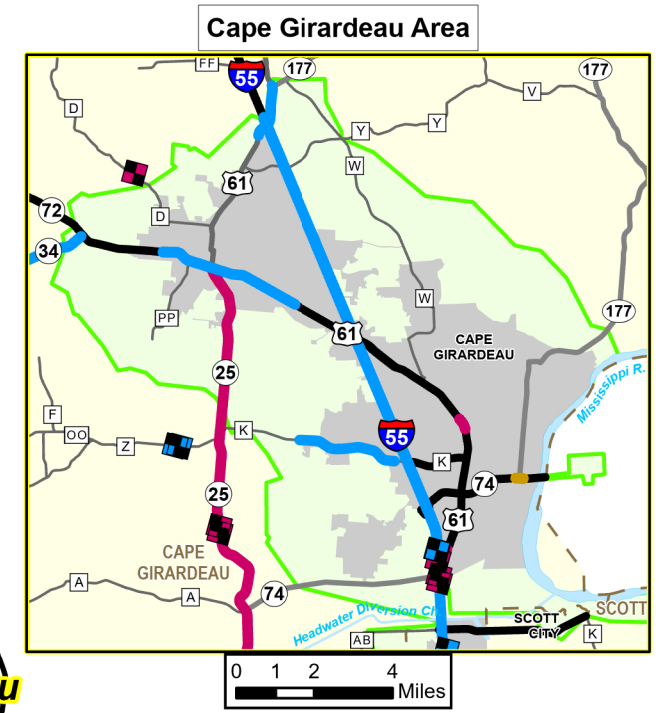 Cape Girardeau Area
FF
55
177
177
D
V
Y
Y
W
61
72
D
34
W
PP
177
61
CAPE
GIRARDEAU
Mississippi R.
25
F
OO
Z
K
55
K
74
25
61
CAPE
GIRARDEAU
A
A
74
Headwater Diversion Ch
SCOTT
SCOTT
CITY
AB
K
u
0 1 2 4
Miles